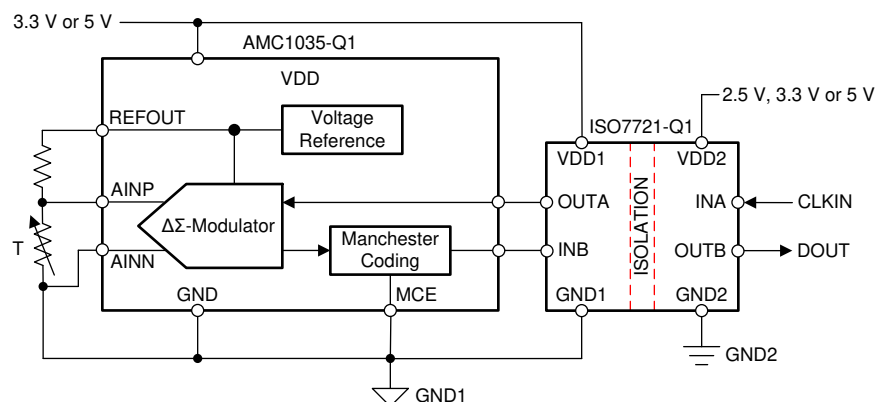 3.3 V or 5 V
AMC1035-Q1
VDD
2.5 V, 3.3 V or 5 V
REFOUT
Voltage
Reference
ISO7721-Q1
VDD1
VDD2
AINP
ΔΣ-Modulator
OUTA
ISOLATION
INA
CLKIN
T
AINN
Manchester
Coding
INB
OUTB
DOUT
GND
MCE
GND1
GND2
GND2
GND1